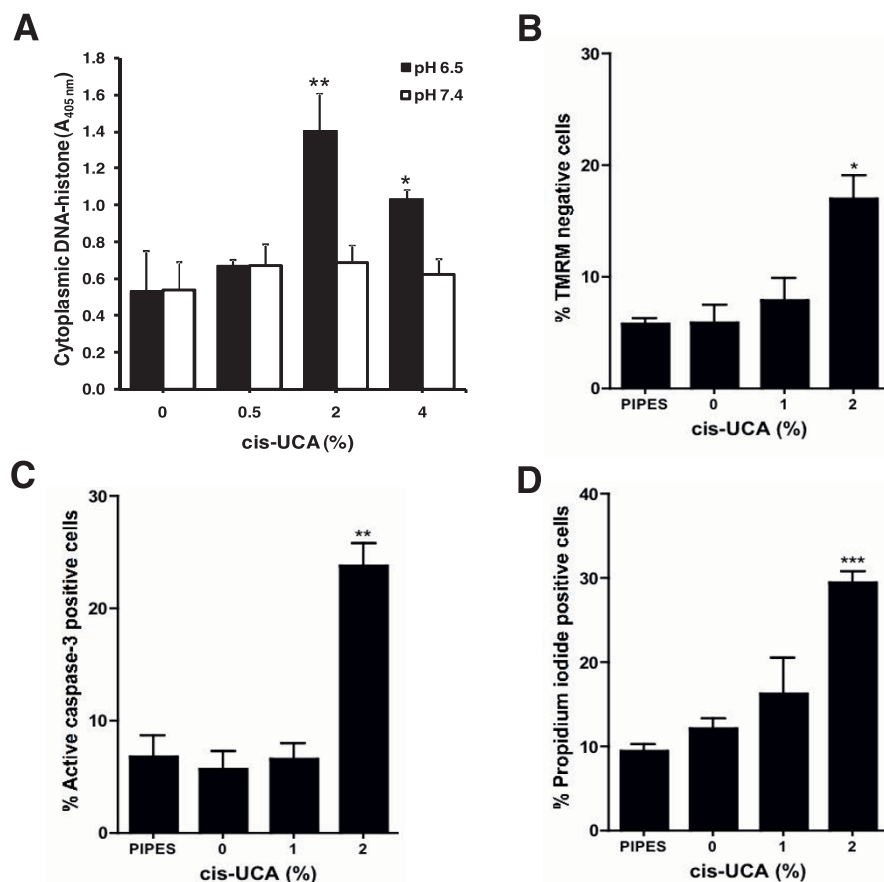 A
Cytoplasmic DNA-histone (A405 nm)
1.8
1.6
1.4
1.2
1.0
0.8
0.6
0.4
0.2
0.0
pH 6.5
pH 7.4
**
*
0 0.5 2 4
cis-UCA (%)
B
% TMRM negative cells
30
20
10
0
*
PIPES 0 1 2
cis-UCA (%)
C
% Active caspase-3 positive cells
30
20
10
0
**
PIPES 0 1 2
cis-UCA (%)
D
% Propidium iodide positive cells
40
30
20
10
0
***
PIPES 0 1 2
cis-UCA (%)